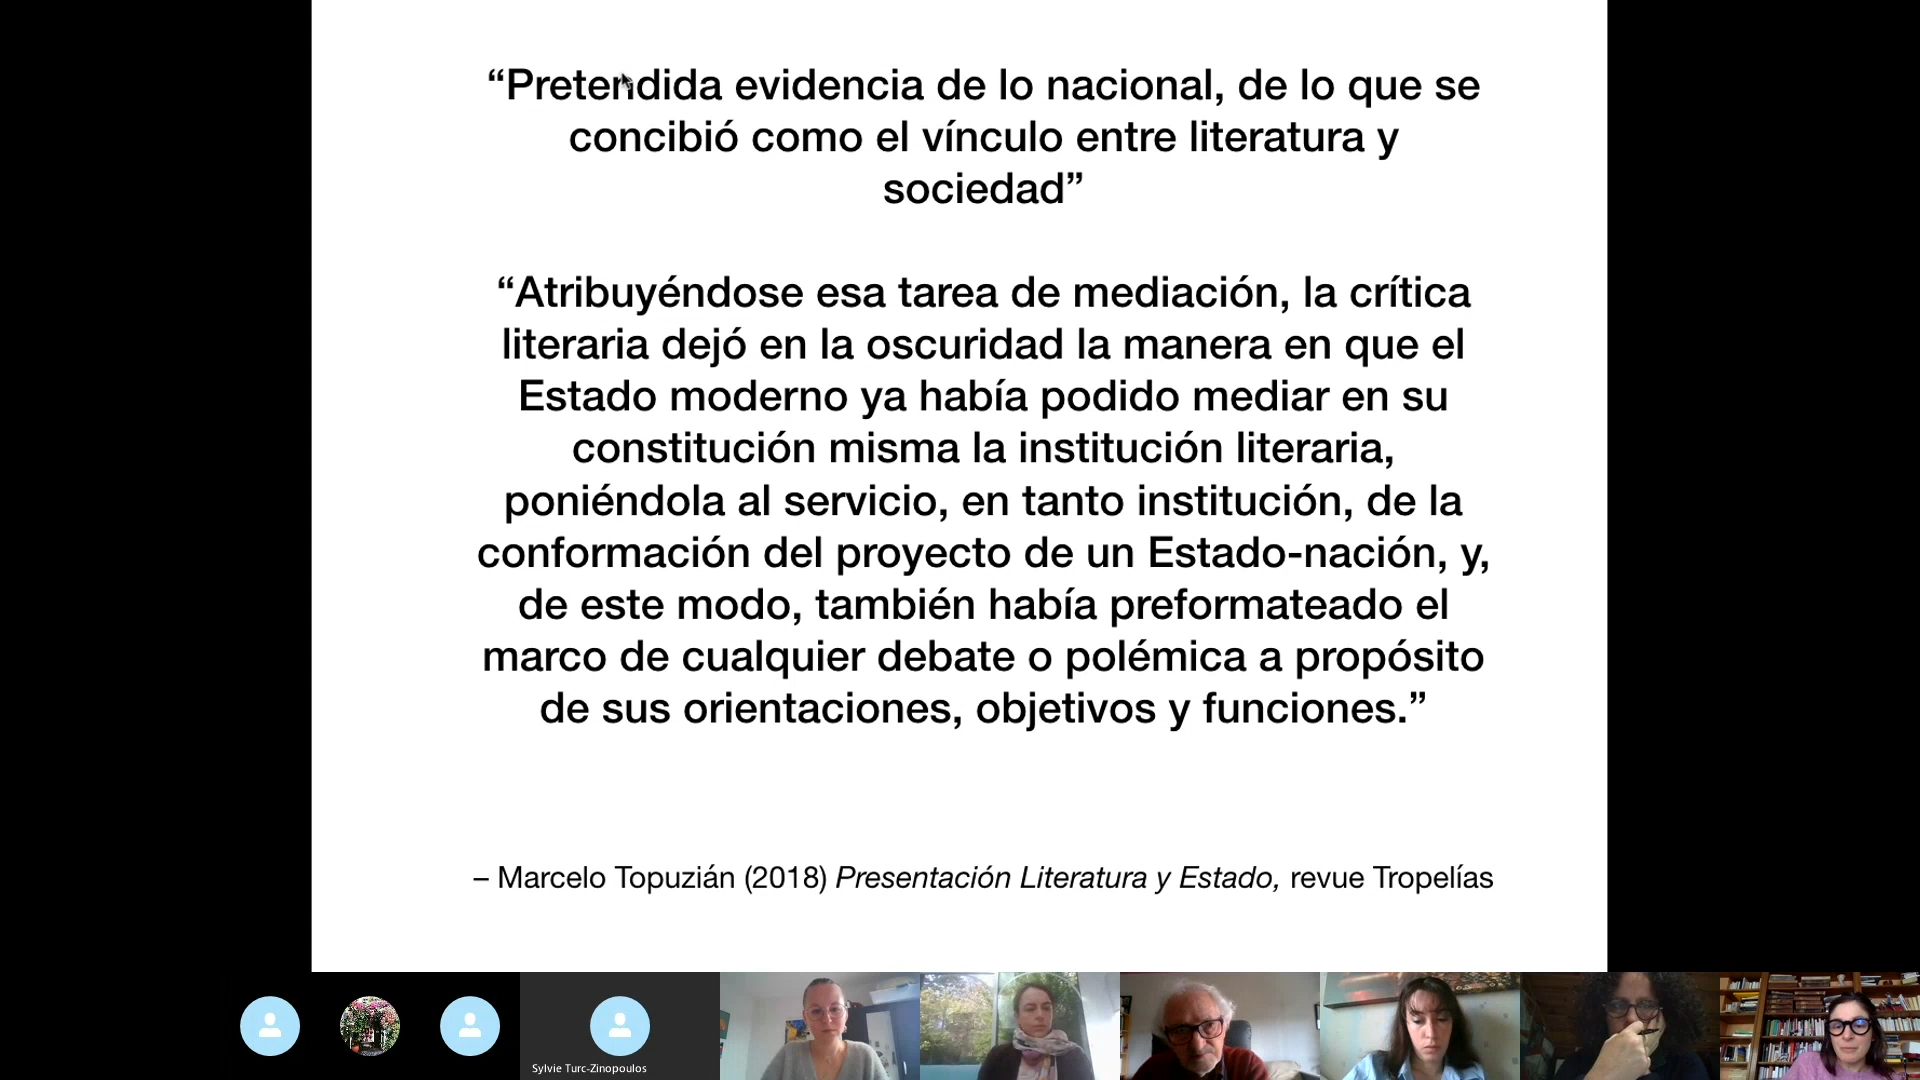 “Pretendida evidencia de lo nacional, de lo que se
concibió como el vínculo entre literatura y
sociedad”
“Atribuyéndose esa tarea de mediación, la crítica
literaria dejó en la oscuridad la manera en que el
Estado moderno ya había podido mediar en su
constitución misma la institución literaria,
poniéndola al servicio, en tanto institución, de la
conformación del proyecto de un Estado-nación, y,
de este modo, también había preformateado el
marco de cualquier debate o polémica a propósito
de sus orientaciones, objetivos y funciones.”
– Marcelo Topuzián (2018) Presentación Literatura y Estado, revue Tropelías
Sylvie Turc-Zinopoulos